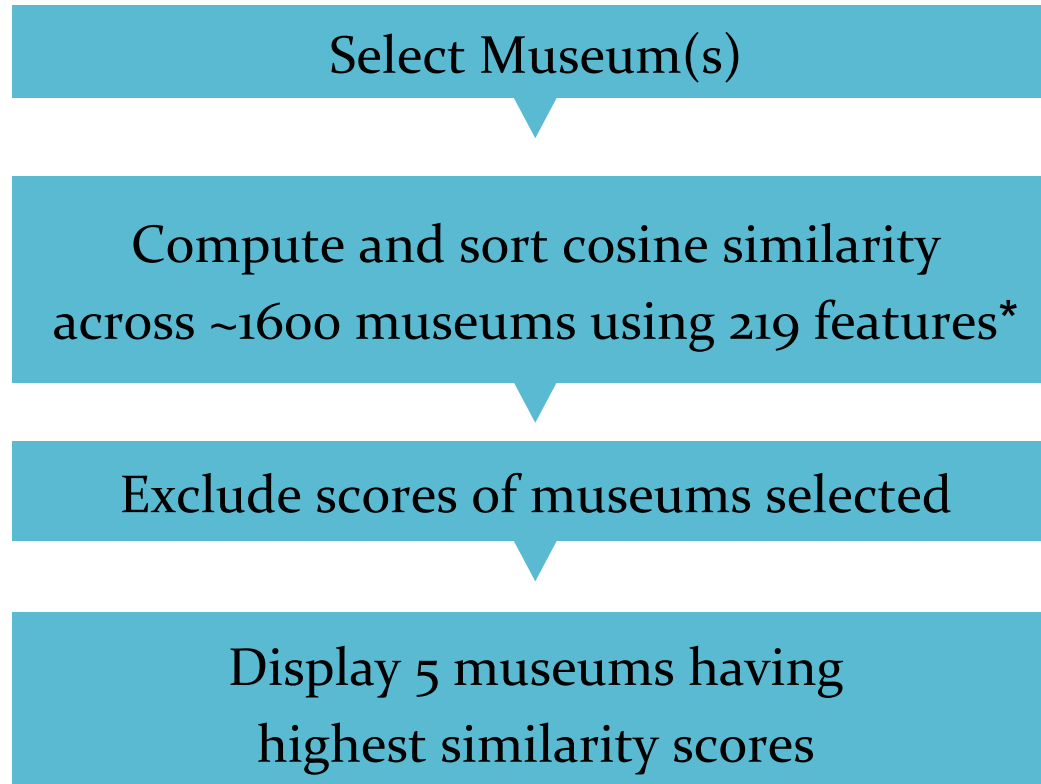 Select Museum(s)
Compute and sort cosine similarity
across ~1600 museums using 219 features*
Exclude scores of museums selected
Display 5 museums having
highest similarity scores